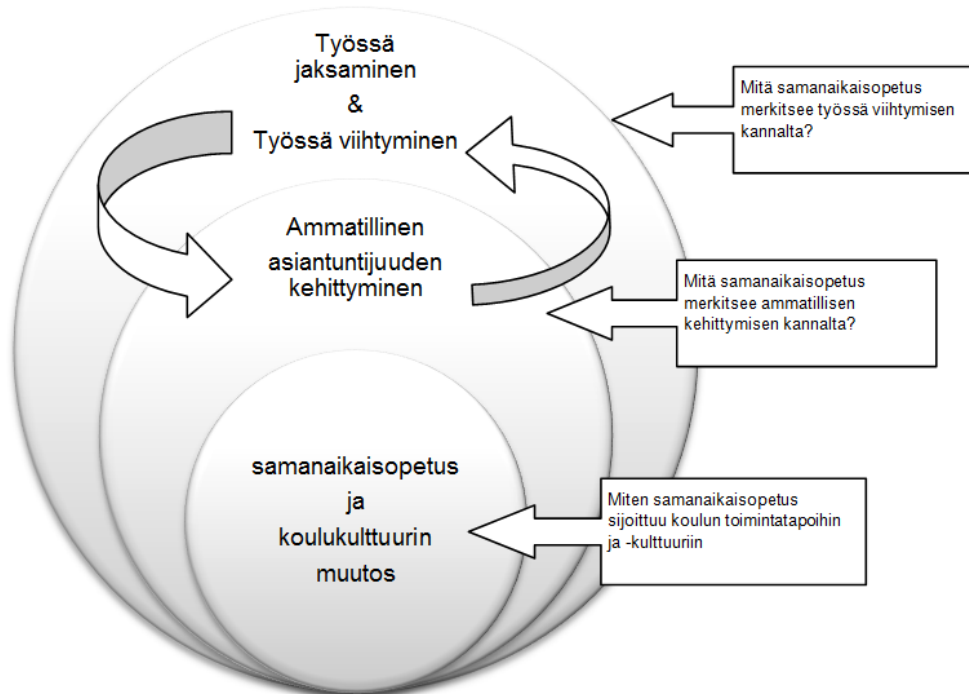 Työssä
jaksaminen
&
Työssä viihtyminen
Ammatillinen
asiantuntijuuden
kehittyminen
samanaikaisopetus
ja
koulukulttuurin
muutos
Mitä samanaikaisopetus
merkitsee työssä viihtymisen
kannalta?
Mitä samanaikaisopetus
merkitsee ammatillisen
kehittymisen kannalta?
Miten samanaikaisopetus
sijoittuu koulun toimintatapoihin
ja -kulttuuriin